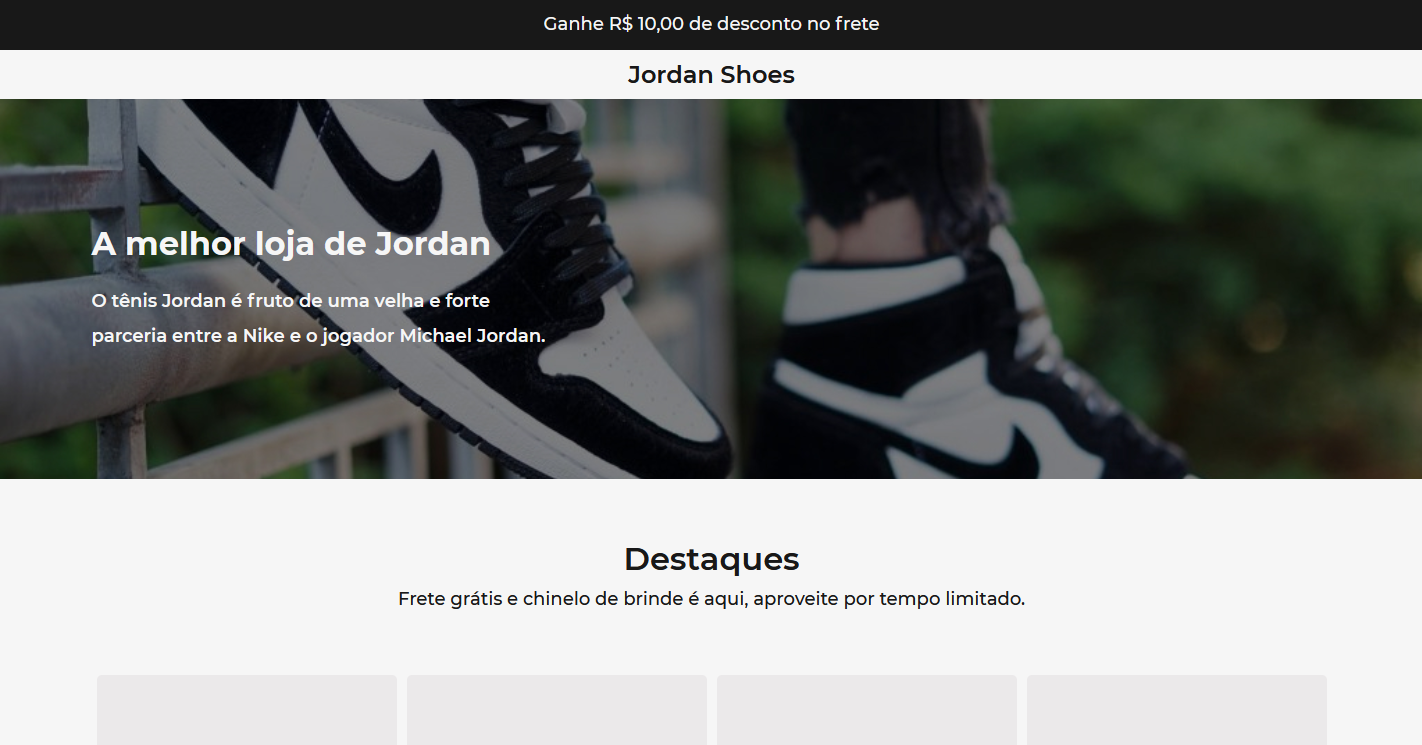 Ganhe R$ 10,00 de desconto no frete
Jordan Shoes
A melhor loja de Jordan
O tênis Jordan é fruto de uma velha e forte
parceria entre a Nike e o jogador Michael Jordan.
Destaques
Frete grátis e chinelo de brinde é aqui, aproveite por tempo limitado.